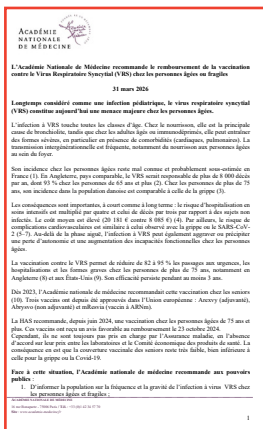 ACADÉMIE
NATIONALE
DE MÉDECINE
L'Académie Nationale de Médecine recommande le remboursement de la vaccination
contre le Virus Respiratoire Syncytial (VRS) chez les personnes âgées ou fragiles
31 mars 2026
Longtemps considéré comme une infection pédiatrique, le virus respiratoire syncytial
(VRS) constitue aujourd'hui une menace majeure chez les personnes âgées.
L'infection à VRS touche toutes les classes d'âge. Chez le nourrisson, elle est la principale
cause de bronchiolite, tandis que chez les adultes âgés ou immunodéprimés, elle peut entraîner
des formes sévères, en particulier en présence de comorbidités (cardiaques, pulmonaires). La
transmission intergénérationnelle est fréquente, notamment du nourrisson aux personnes âgées
au sein du foyer.
Son incidence chez les personnes âgées reste mal connue et probablement sous-estimée en
France (1). En Angleterre, pays comparable, le VRS serait responsable de plus de 8 000 décès
par an, dont 93 % chez les personnes de 65 ans et plus (2). Chez les personnes de plus de 75
ans, son incidence dans la population danoise est comparable à celle de la grippe (3).
Les conséquences sont importantes, à court comme à long terme : le risque d'hospitalisation en
soins intensifs est multiplié par quatre et celui de décès par trois par rapport à des sujets non
infectés. Le coût moyen est élevé (20 181 € contre 8 085 €) (4). Par ailleurs, le risque de
complications cardiovasculaires est similaire à celui observé avec la grippe ou le SARS-CoV-
2 (5–7). Au-delà de la phase aiguë, l'infection à VRS peut également aggraver ou précipiter
une perte d'autonomie et une augmentation des incapacités fonctionnelles chez les personnes
âgées.
La vaccination contre le VRS permet de réduire de 82 à 95 % les passages aux urgences, les
hospitalisations et les formes graves chez les personnes de plus de 75 ans, notamment en
Angleterre (8) et aux États-Unis (9). Son efficacité persiste pendant au moins 3 ans.
Dès 2023, l'Académie nationale de médecine recommandait cette vaccination chez les seniors
(10). Trois vaccins ont depuis été approuvés dans l'Union européenne : Arexvy (adjuvanté),
Abrysvo (non adjuvanté) et mResvia (vaccin à ARNm).
La HAS recommande, depuis juin 2024, une vaccination chez les personnes âgées de 75 ans et
plus. Ces vaccins ont reçu un avis favorable au remboursement le 23 octobre 2024.
Cependant, ils ne sont toujours pas pris en charge par l'Assurance maladie, en l'absence
d'accord sur leur prix entre les laboratoires et le Comité économique des produits de santé. La
conséquence en est que la couverture vaccinale des seniors reste très faible, bien inférieure à
celle pour la grippe ou la Covid-19.
Face à cette situation, l'Académie nationale de médecine recommande aux pouvoirs
publics :
1. D'informer la population sur la fréquence et la gravité de l'infection à virus VRS chez
les personnes âgées et fragiles ;
ACADÉMIE NATIONALE DE MÉDECINE
1